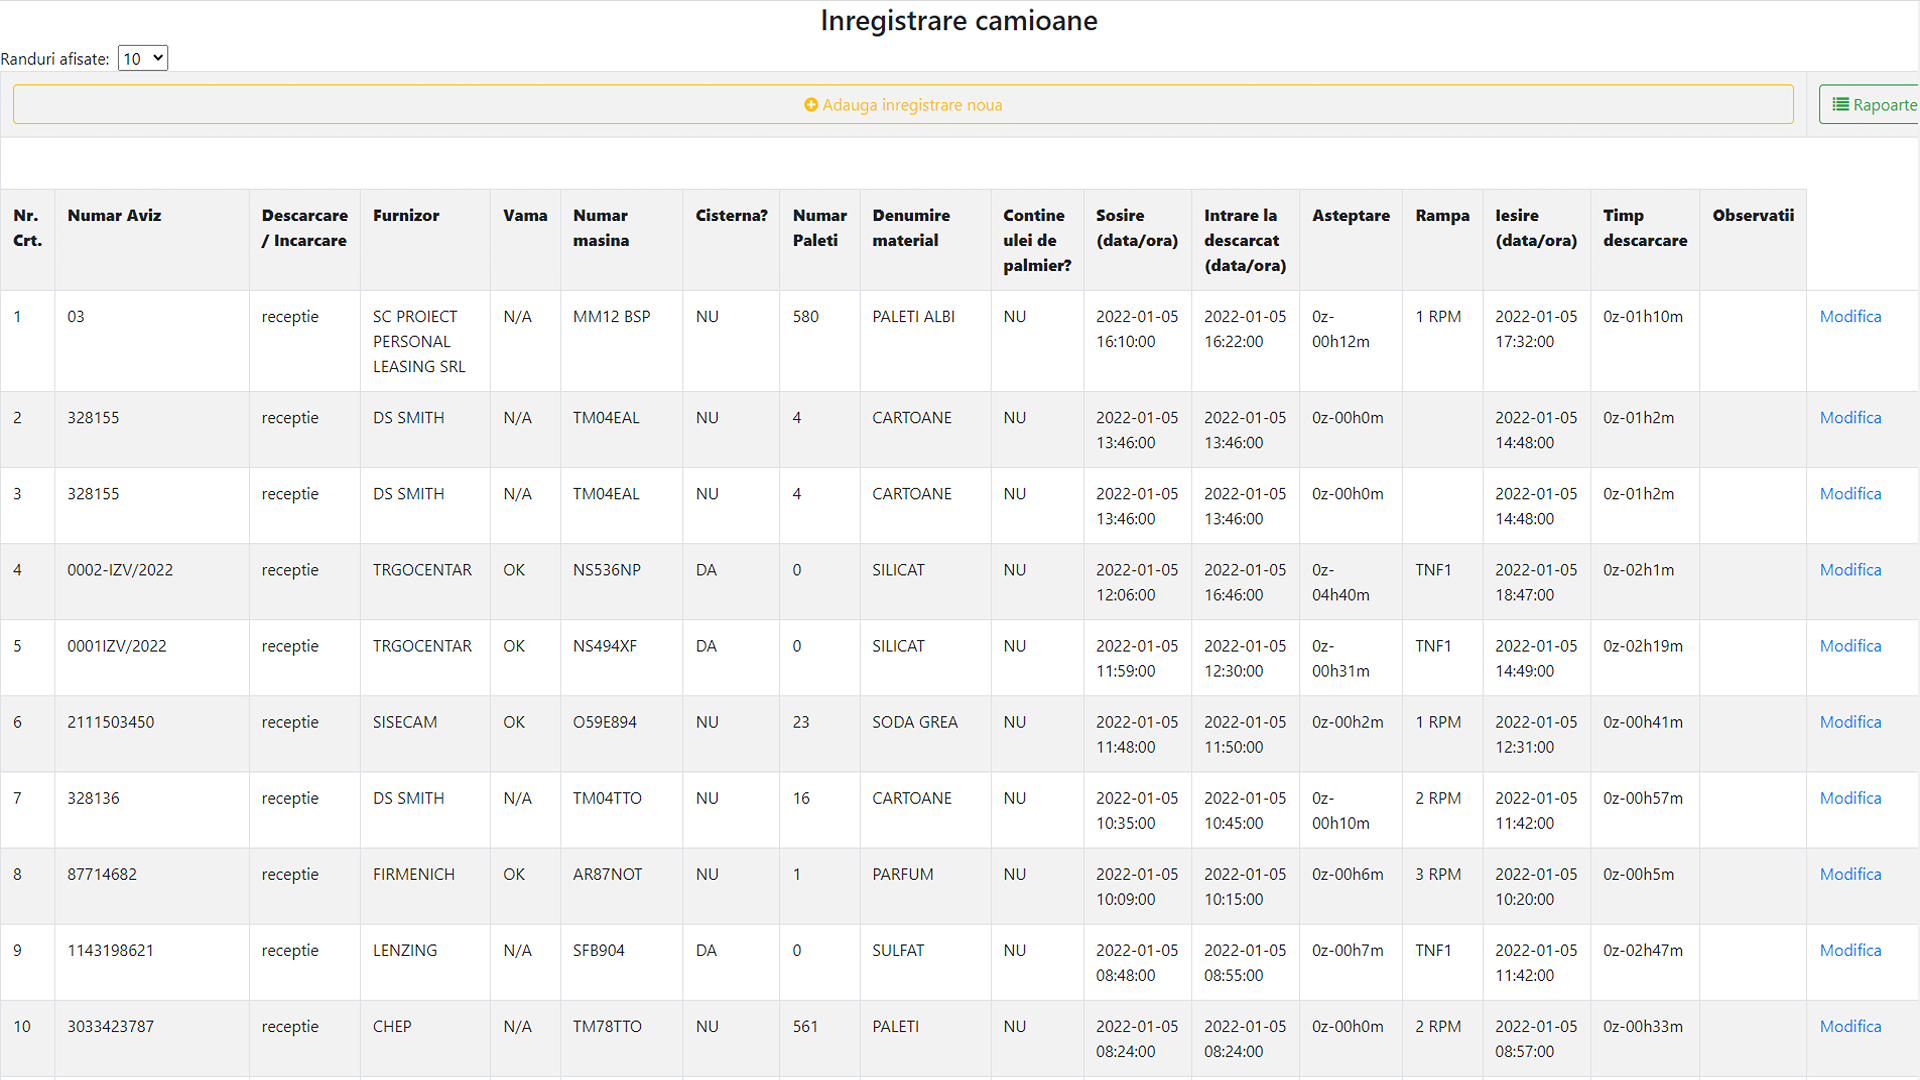 Inregistrare camioane
Randuri afisate: 10
Adauga inregistrare noua
Rapoarte
Nr. Crt. Numar Aviz Descarcare / Incarcare Furnizor Vama Numar masina Cisterna? Numar Paleti Denumire material Contine ulei de palmier? Sosire (data/ora) Intrare la descarcat (data/ora) Asteptare Rampa Iesire (data/ora) Timp descarcare Observatii
1 03 receptie SC PROIECT PERSONAL LEASING SRL N/A MM12 BSP NU 580 PALETI ALBI NU 2022-01-05 16:10:00 2022-01-05 16:22:00 0z-00h12m 1 RPM 2022-01-05 17:32:00 0z-01h10m Modifica
2 328155 receptie DS SMITH N/A TM04EAL NU 4 CARTOANE NU 2022-01-05 13:46:00 2022-01-05 13:46:00 0z-00h0m 2022-01-05 14:48:00 0z-01h2m Modifica
3 328155 receptie DS SMITH N/A TM04EAL NU 4 CARTOANE NU 2022-01-05 13:46:00 2022-01-05 13:46:00 0z-00h0m 2022-01-05 14:48:00 0z-01h2m Modifica
4 0002-IZV/2022 receptie TRGOCENTAR OK NS536NP DA 0 SILICAT NU 2022-01-05 12:06:00 2022-01-05 16:46:00 0z-04h40m TNF1 2022-01-05 18:47:00 0z-02h1m Modifica
5 0001IZV/2022 receptie TRGOCENTAR OK NS494XF DA 0 SILICAT NU 2022-01-05 11:59:00 2022-01-05 12:30:00 0z-00h31m TNF1 2022-01-05 14:49:00 0z-02h19m Modifica
6 2111503450 receptie SISECAM OK O59E894 NU 23 SODA GREA NU 2022-01-05 11:48:00 2022-01-05 11:50:00 0z-00h2m 1 RPM 2022-01-05 12:31:00 0z-00h41m Modifica
7 328136 receptie DS SMITH N/A TM04TTO NU 16 CARTOANE NU 2022-01-05 10:35:00 2022-01-05 10:45:00 0z-00h10m 2 RPM 2022-01-05 11:42:00 0z-00h57m Modifica
8 87714682 receptie FIRMENICH OK AR87NOT NU 1 PARFUM NU 2022-01-05 10:09:00 2022-01-05 10:15:00 0z-00h6m 3 RPM 2022-01-05 10:20:00 0z-00h5m Modifica
9 1143198621 receptie LENZING N/A SFB904 DA 0 SULFAT NU 2022-01-05 08:48:00 2022-01-05 08:55:00 0z-00h7m TNF1 2022-01-05 11:42:00 0z-02h47m Modifica
10 3033423787 receptie CHEP N/A TM78TTO NU 561 PALETI NU 2022-01-05 08:24:00 2022-01-05 08:24:00 0z-00h0m 2 RPM 2022-01-05 08:57:00 0z-00h33m Modifica